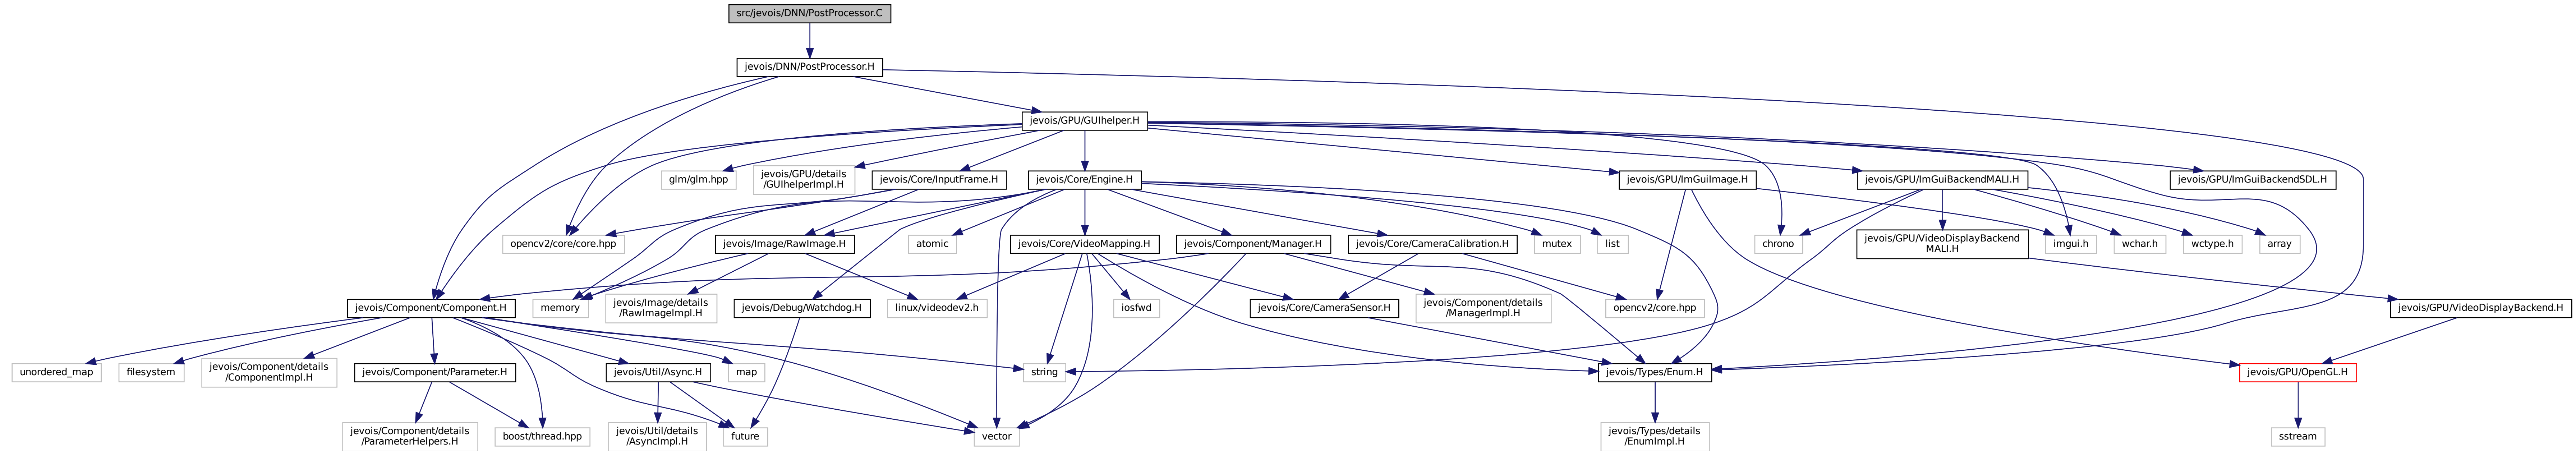 src/jevois/DNN/PostProcessor.C
jevois/DNN/PostProcessor.H
jevois/GPU/GUIhelper.H
glm/glm.hpp
jevois/GPU/details
/GUIhelperImpl.H
jevois/Core/InputFrame.H
jevois/Core/Engine.H
jevois/GPU/ImGuiImage.H
jevois/GPU/ImGuiBackendMALI.H
jevois/GPU/ImGuiBackendSDL.H
opencv2/core/core.hpp
jevois/Image/RawImage.H
atomic
jevois/Core/VideoMapping.H
jevois/Component/Manager.H
jevois/Core/CameraCalibration.H
mutex
list
chrono
jevois/GPU/VideoDisplayBackend
MALI.H
imgui.h
wchar.h
wctype.h
array
jevois/Component/Component.H
memory
jevois/Image/details
/RawImageImpl.H
jevois/Debug/Watchdog.H
linux/videodev2.h
iosfwd
jevois/Core/CameraSensor.H
jevois/Component/details
/ManagerImpl.H
opencv2/core.hpp
jevois/GPU/VideoDisplayBackend.H
unordered_map
filesystem
jevois/Component/details
/ComponentImpl.H
jevois/Component/Parameter.H
jevois/Util/Async.H
map
string
jevois/Types/Enum.H
jevois/GPU/OpenGL.H
jevois/Component/details
/ParameterHelpers.H
boost/thread.hpp
jevois/Util/details
/AsyncImpl.H
future
vector
jevois/Types/details
/EnumImpl.H
sstream